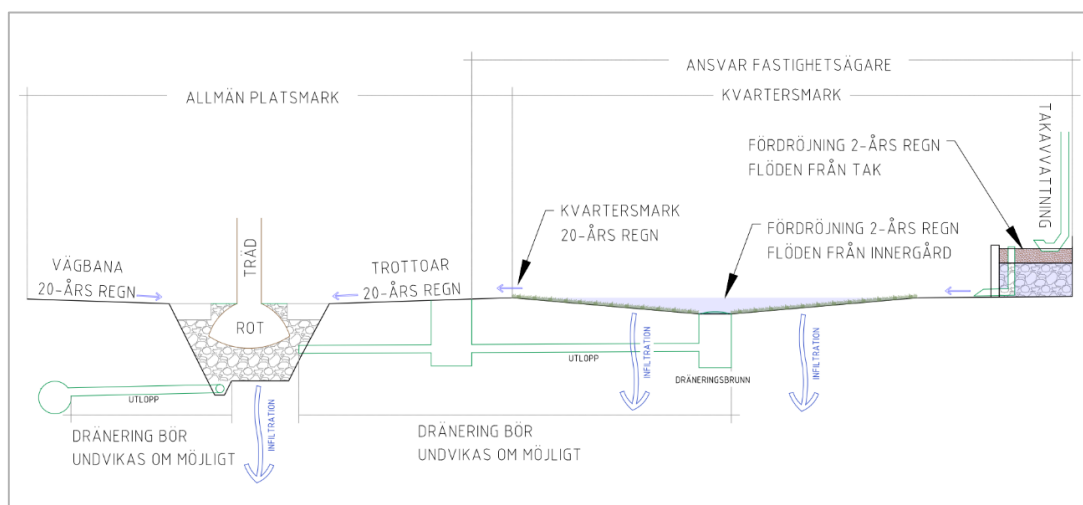 ANSVAR FASTIGHETSÄGARE
ALLMÄN PLATSMARK
KVARTERSMARK
TAKAVVATTNING
FÖRDRÖJNING 2-ÅRS REGN
FLÖDEN FRÅN TAK
KVARTERSMARK
20-ÅRS REGN
FÖRDRÖJNING 2-ÅRS REGN
FLÖDEN FRÅN INNERGÅRD
VÄGBANA
20-ÅRS REGN
TRÄD
TROTTOAR
20-ÅRS REGN
ROT
UTLOPP
INFILTRATION
DRÄNERINGSBRUNN
INFILTRATION
UTLOPP
INFILTRATION
DRÄNERING BÖR
UNDVIKAS OM MÖJLIGT
DRÄNERING BÖR
UNDVIKAS OM MÖJLIGT